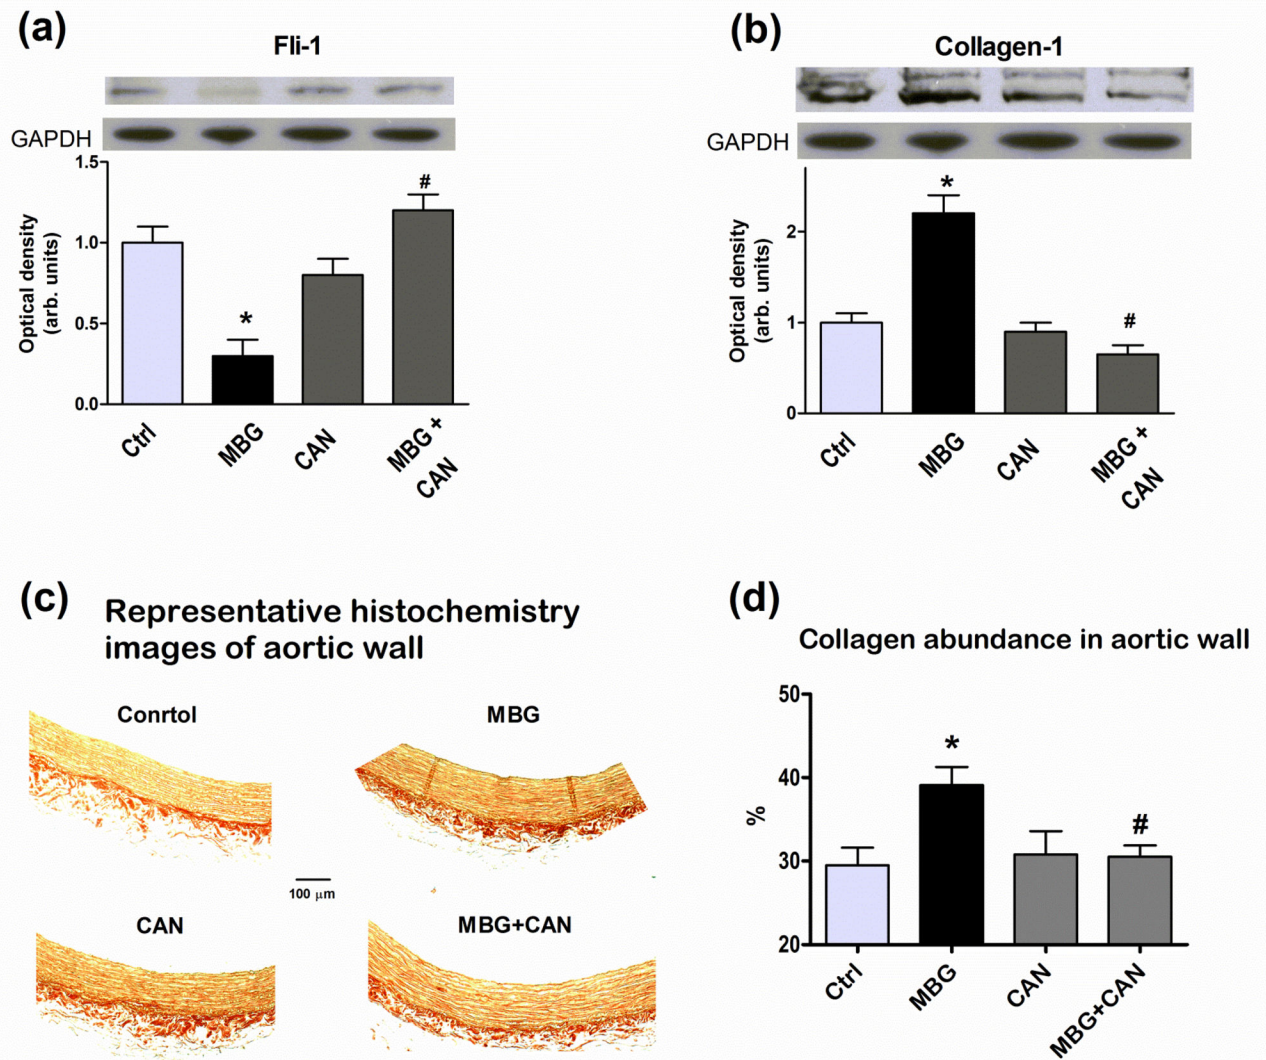 (a)
Fli-1
GAPDH
1.5
1.0
0.5
0.0
Optical density
(arb. units)
*
#
Ctrl
MBG
CAN
MBG +
CAN
(b)
Collagen-1
GAPDH
2
1
0
Optical density
(arb. units)
*
#
Ctrl
MBG
CAN
MBG +
CAN
(c)
Representative histochemistry
images of aortic wall
Conrtol
MBG
100 μm
CAN
MBG+CAN
(d)
Collagen abundance in aortic wall
50
40
30
20
%
*
#
Ctrl
MBG
CAN
MBG+CAN